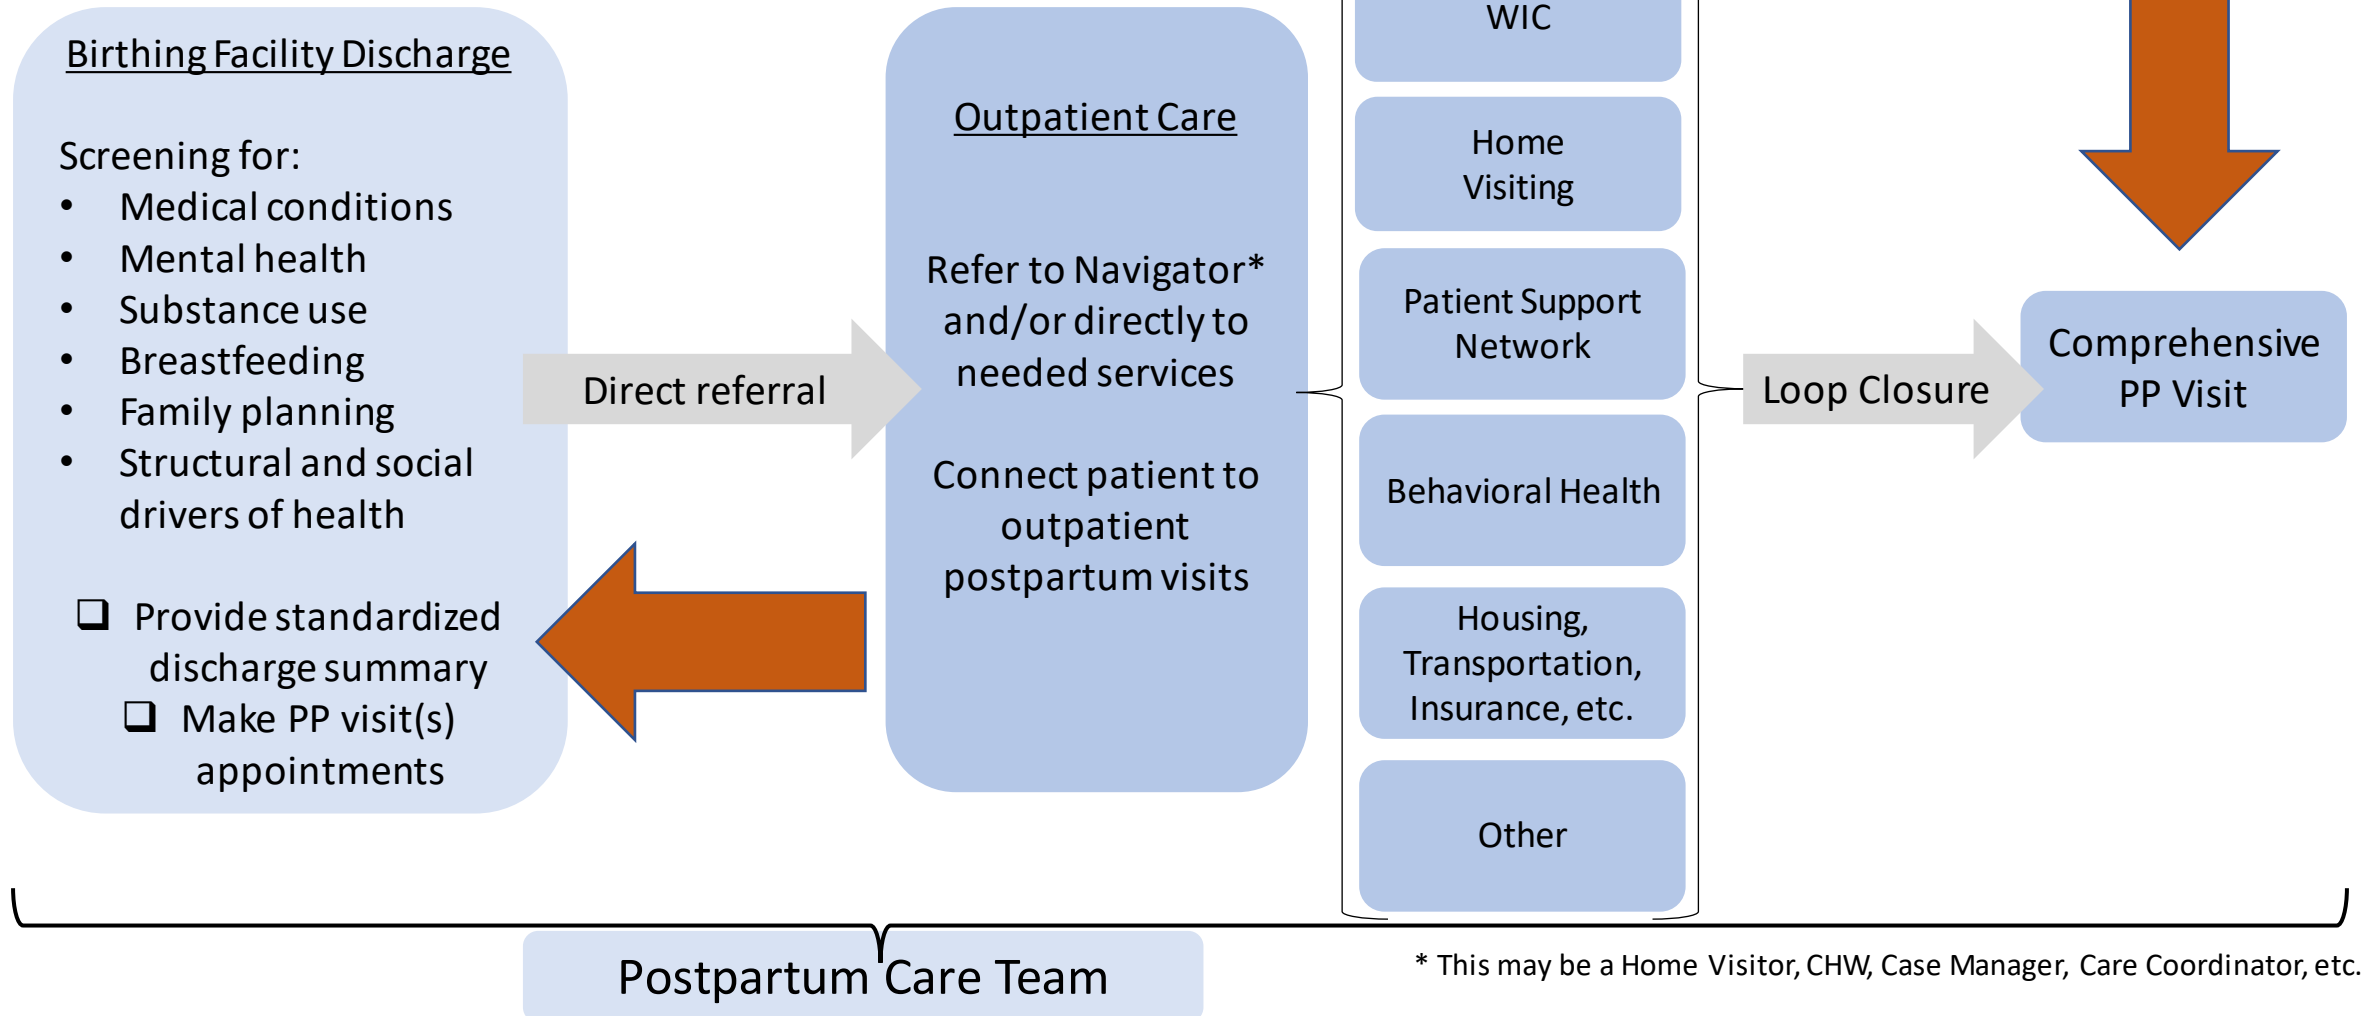 Birthing Facility Discharge
Screening for:
• Medical conditions
• Mental health
• Substance use
• Breastfeeding
• Family planning
• Structural and social
drivers of health
❑ Provide standardized
discharge summary
❑ Make PP visit(s)
appointments
Direct referral
Outpatient Care
Refer to Navigator*
and/or directly to
needed services
Connect patient to
outpatient
postpartum visits
WIC
Home
Visiting
Patient Support
Network
Behavioral Health
Housing,
Transportation,
Insurance, etc.
Other
Loop Closure
Comprehensive
PP Visit
Postpartum Care Team
* This may be a Home Visitor, CHW, Case Manager, Care Coordinator, etc.